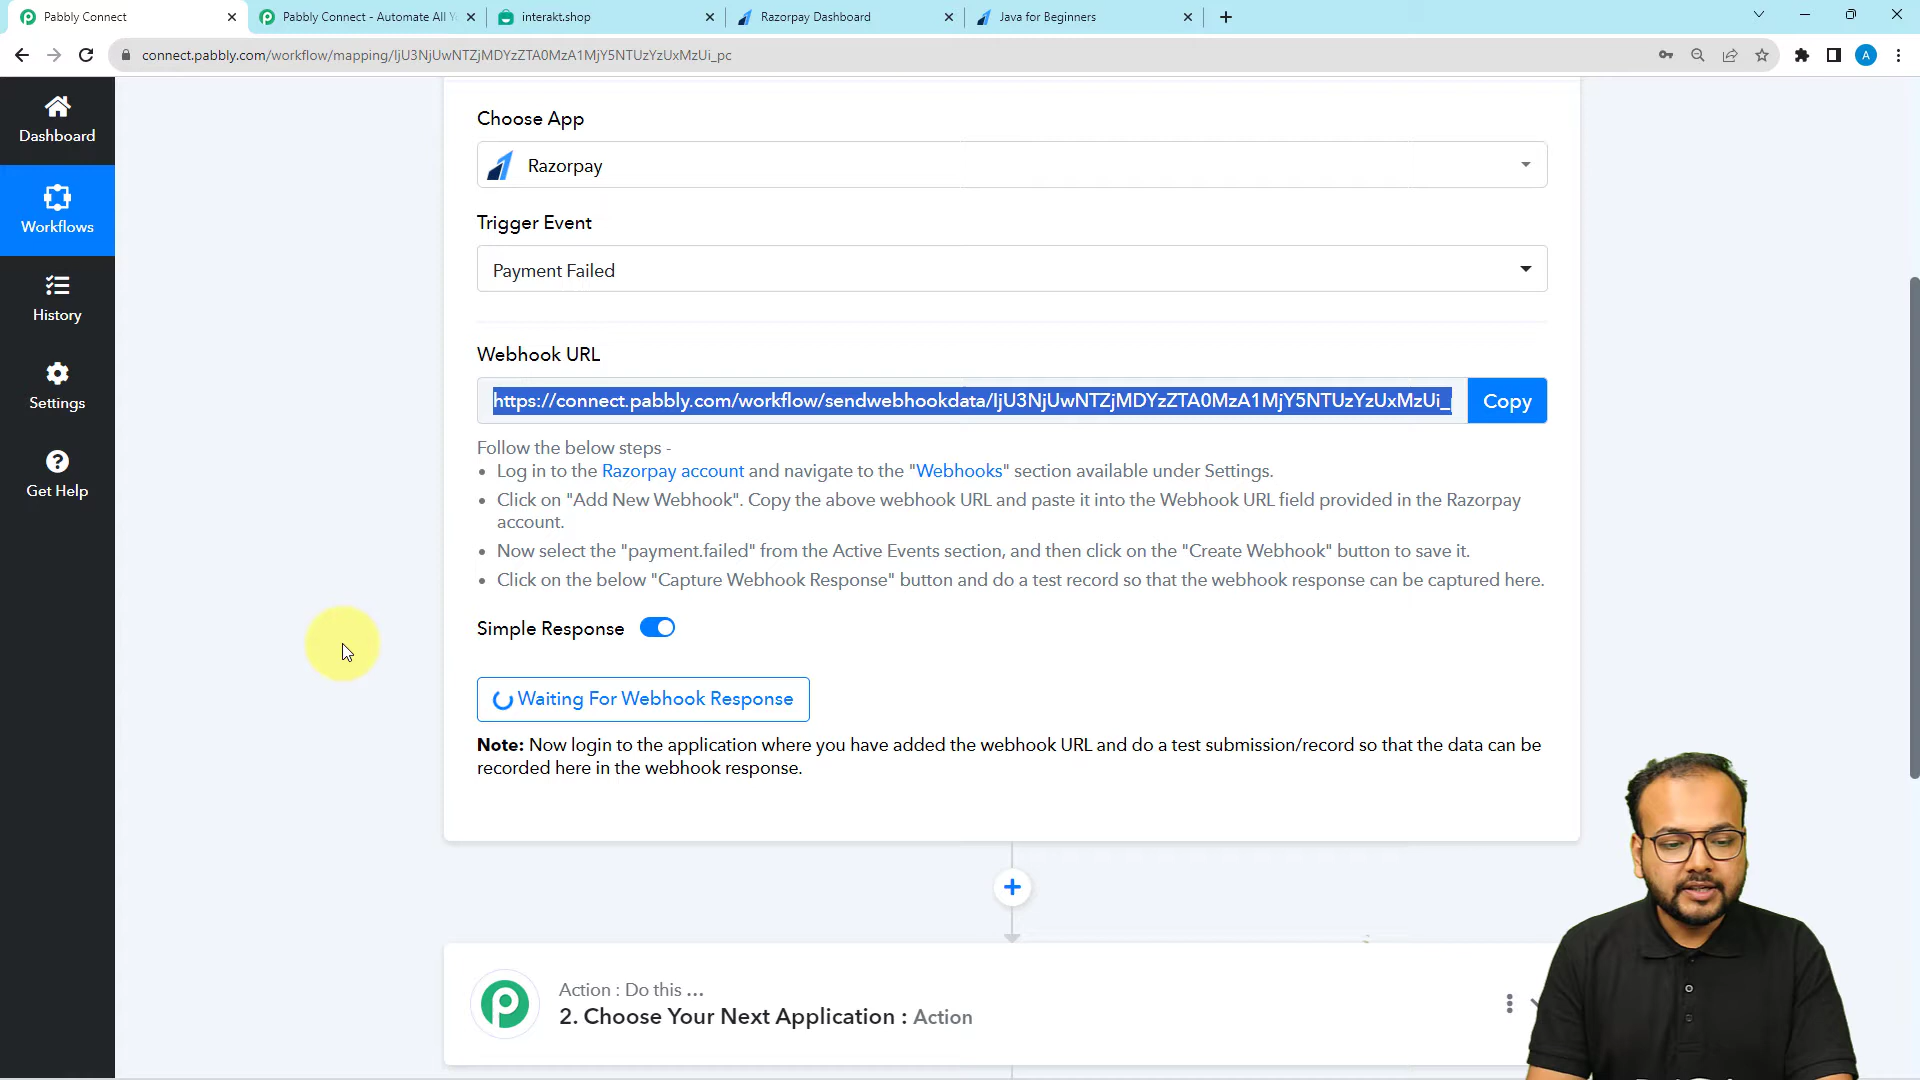 Pabbly Connect
Pabbly Connect - Automate All Yo
interakt.shop
Razorpay Dashboard
Java for Beginners
connect.pabbly.com/workflow/mapping/IjU3NjUwNTZjMDYzZTA0MzA1MjY5NTUzYzUxMzUi_pc
A
Dashboard
Workflows
History
Settings
Get Help
Choose App
Razorpay
Trigger Event
Payment Failed
Webhook URL
https://connect.pabbly.com/workflow/sendwebhookdata/IjU3NjUwNTZjMDYzZTA0MzA1MjY5NTUzYzUxMzUi_
Copy
Follow the below steps -
• Log in to the Razorpay account and navigate to the "Webhooks" section available under Settings.
• Click on "Add New Webhook". Copy the above webhook URL and paste it into the Webhook URL field provided in the Razorpay
account.
• Now select the "payment.failed" from the Active Events section, and then click on the "Create Webhook" button to save it.
• Click on the below "Capture Webhook Response" button and do a test record so that the webhook response can be captured here.
Simple Response
Waiting For Webhook Response
Note: Now login to the application where you have added the webhook URL and do a test submission/record so that the data can be
recorded here in the webhook response.
Action : Do this ...
2. Choose Your Next Application : Action